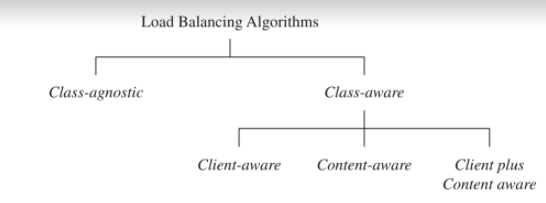 Load Balancing Algorithms
Class-agnostic
Class-aware
Client-aware
Content-aware
Client plus
Content aware